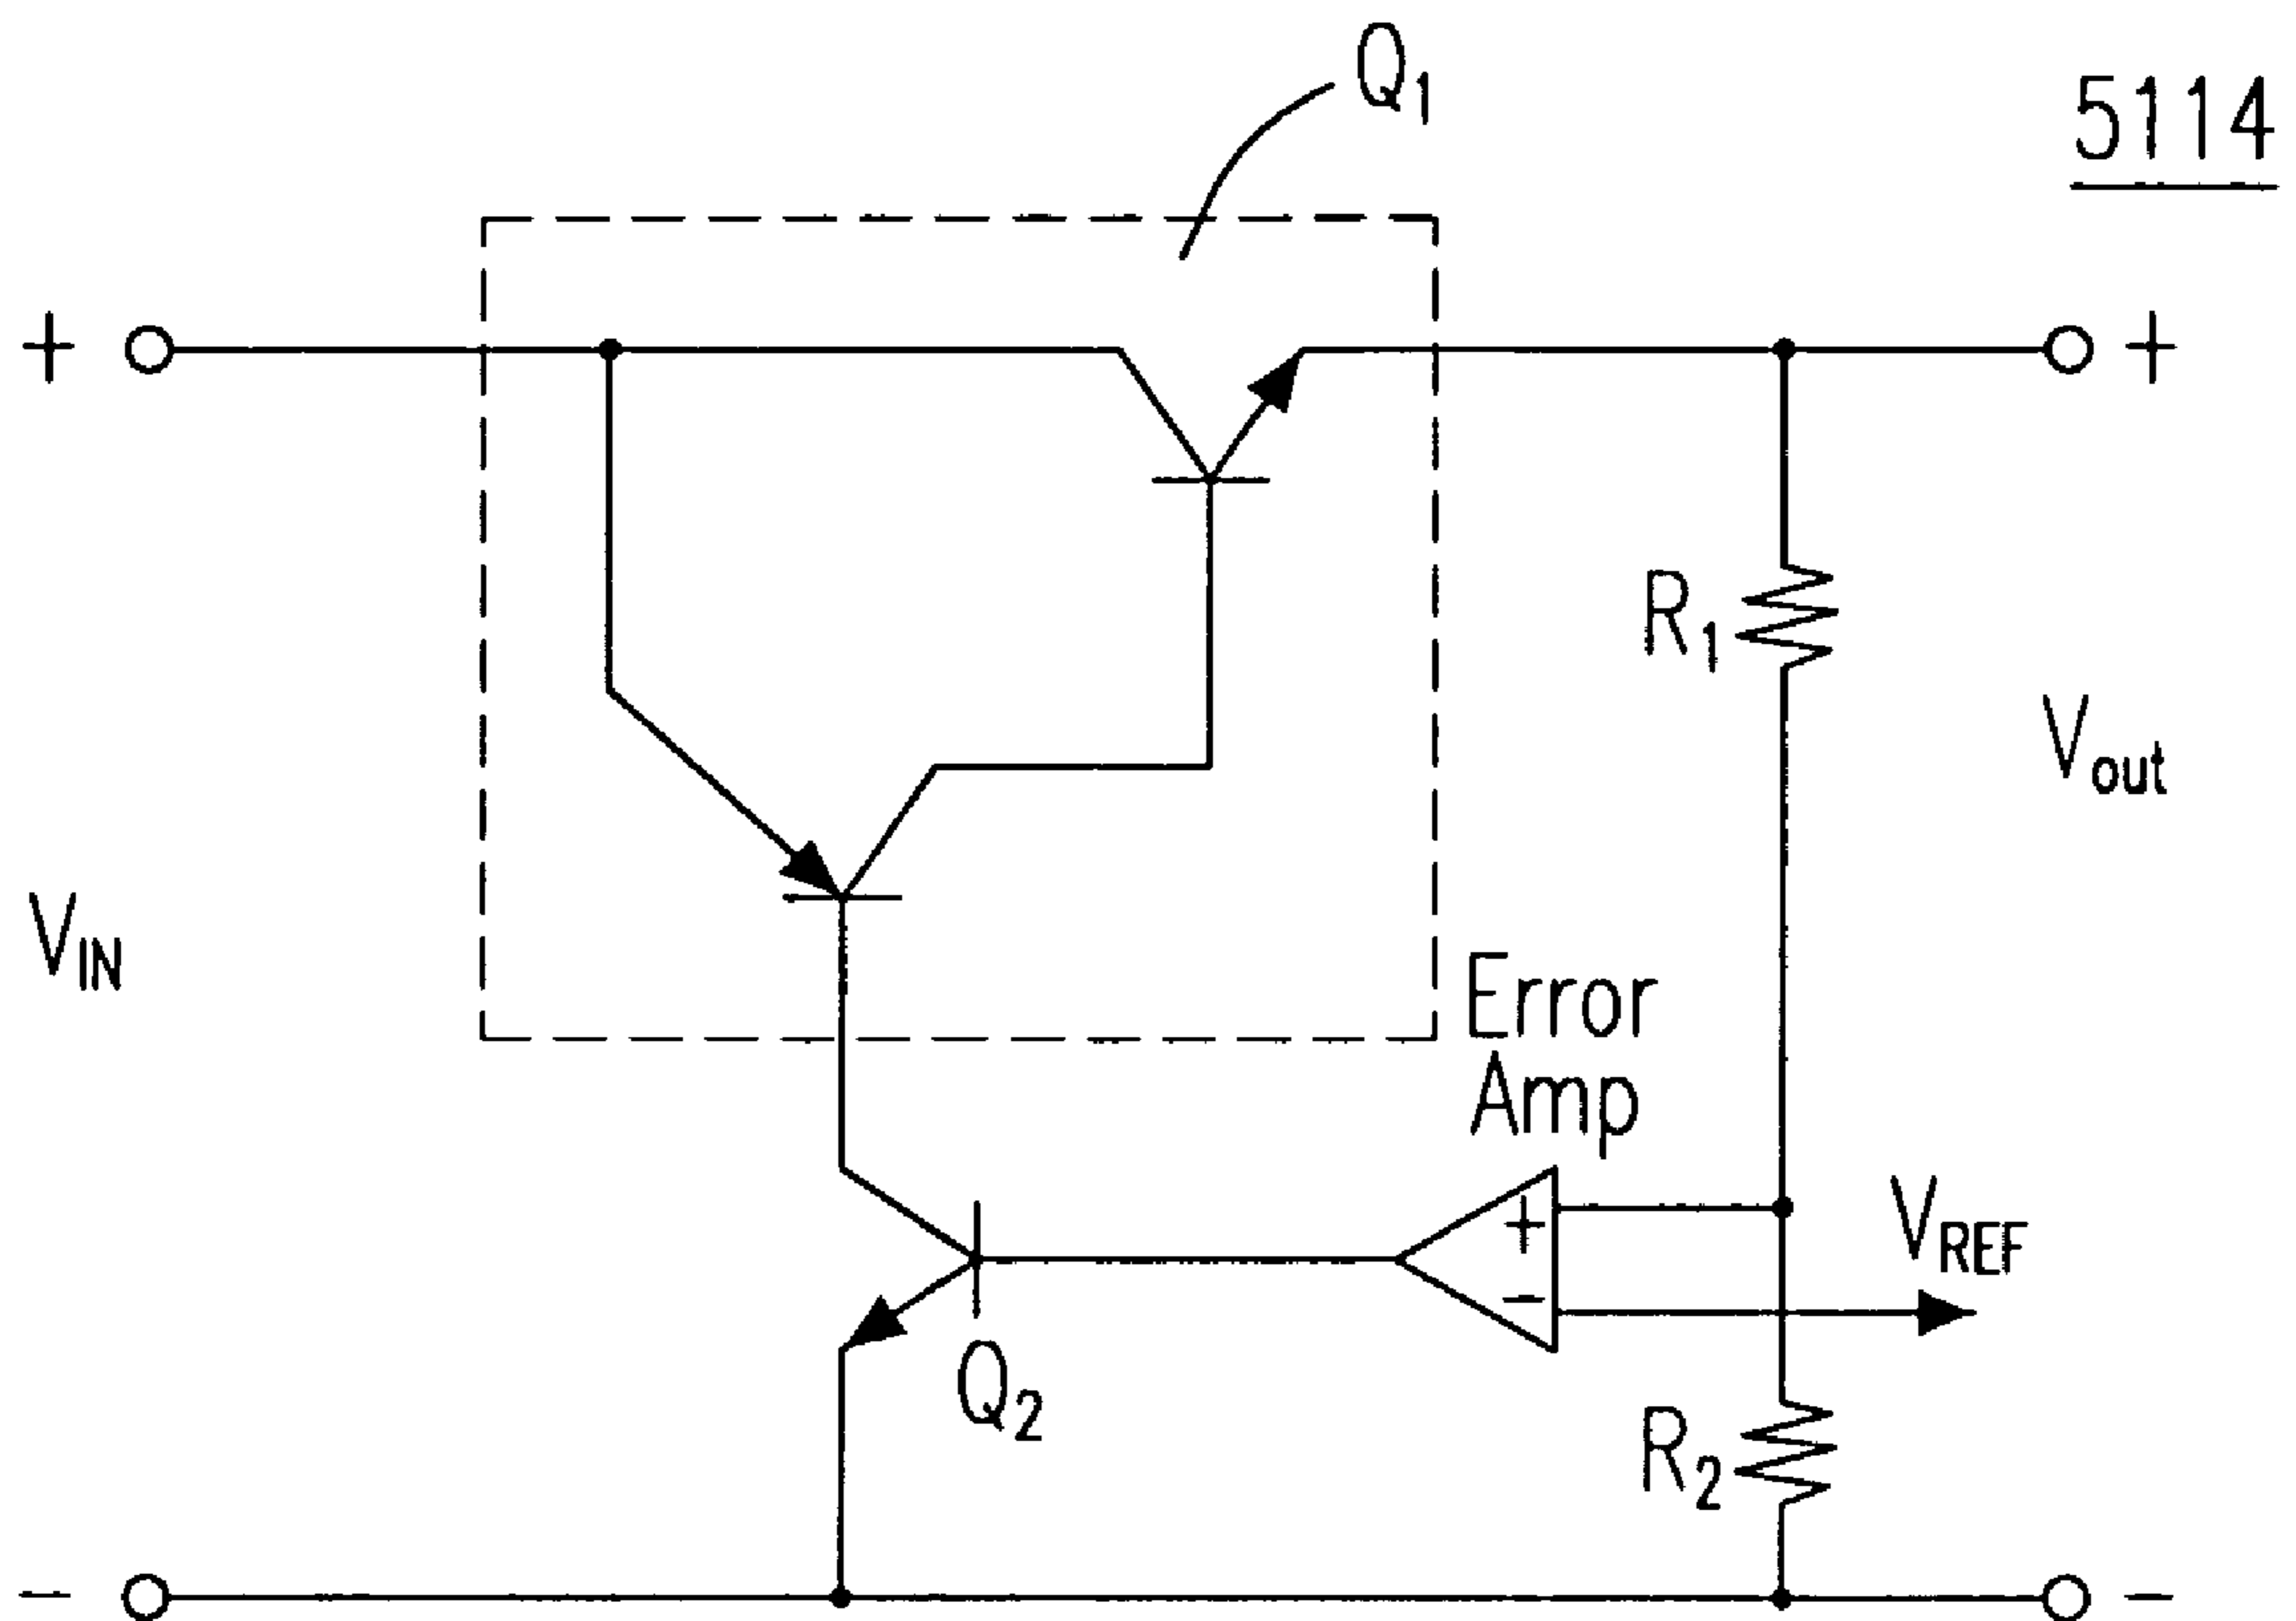 Q1
5114
+
+
R1
Vout
VIN
Error
Amp
+
VREF
−
Q2
R2
−
−